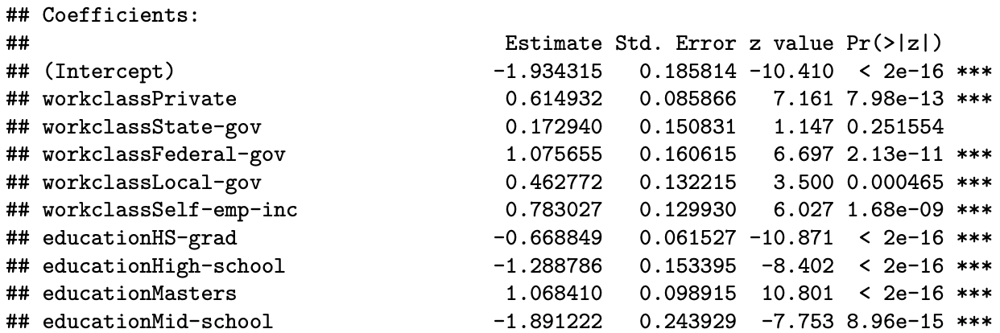 ## Coefficients:
##                                     Estimate Std. Error z value Pr(>|z|)
## (Intercept)                        -1.934315   0.185814 -10.410  < 2e-16 ***
## workclassPrivate                    0.614932   0.085866   7.161 7.98e-13 ***
## workclassState-gov                  0.172940   0.150831   1.147 0.251554
## workclassFederal-gov                1.075655   0.160615   6.697 2.13e-11 ***
## workclassLocal-gov                  0.462772   0.132215   3.500 0.000465 ***
## workclassSelf-emp-inc               0.783027   0.129930   6.027 1.68e-09 ***
## educationHS-grad                   -0.668849   0.061527 -10.871  < 2e-16 ***
## educationHigh-school               -1.288786   0.153395  -8.402  < 2e-16 ***
## educationMasters                    1.068410   0.098915  10.801  < 2e-16 ***
## educationMid-school                -1.891222   0.243929  -7.753 8.96e-15 ***